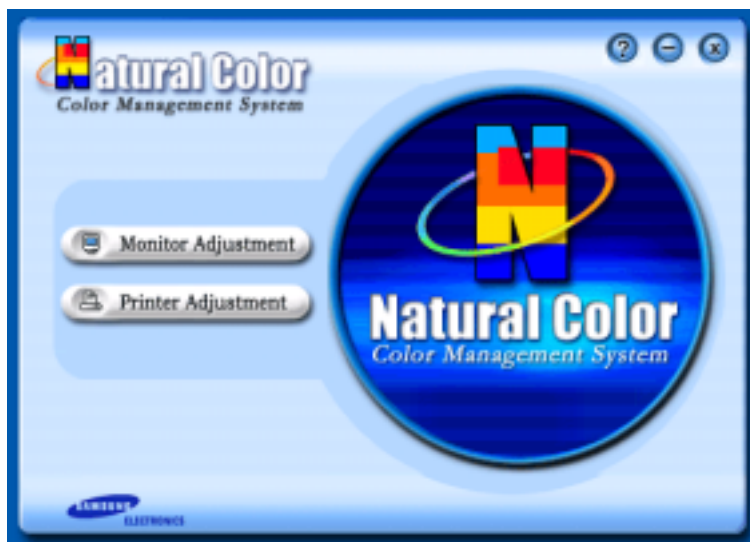 Natural Color
Color Management System
? – x
Monitor Adjustment
Printer Adjustment
N
Natural Color
Color Management System
SAMSUNG
ELECTRONICS